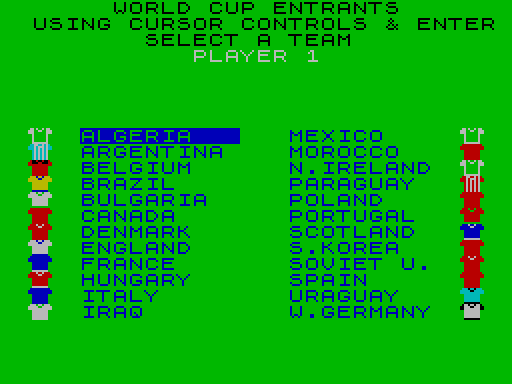 WORLD CUP ENTRANTS
USING CURSOR CONTROLS & ENTER
SELECT A TEAM
PLAYER 1
ALGERIA MEXICO
ARGENTINA MOROCCO
BELGIUM N.IRELAND
BRAZIL PARAGUAY
BULGARIA POLAND
CANADA PORTUGAL
DENMARK SCOTLAND
ENGLAND S.KOREA
FRANCE SOVIET U.
HUNGARY SPAIN
ITALY URAGUAY
IRAQ W.GERMANY